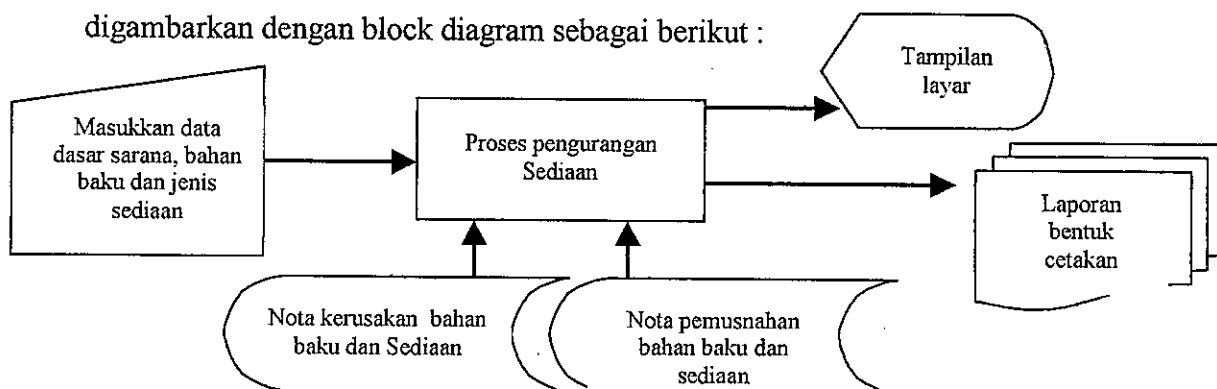 digambarkan dengan block diagram sebagai berikut :
Tampilan
layar
Masukkan data
dasar sarana, bahan
baku dan jenis
sediaan
Proses pengurangan
Sediaan
Laporan
bentuk
cetakan
Nota kerusakan bahan
baku dan Sediaan
Nota pemusnahan
bahan baku dan
sediaan